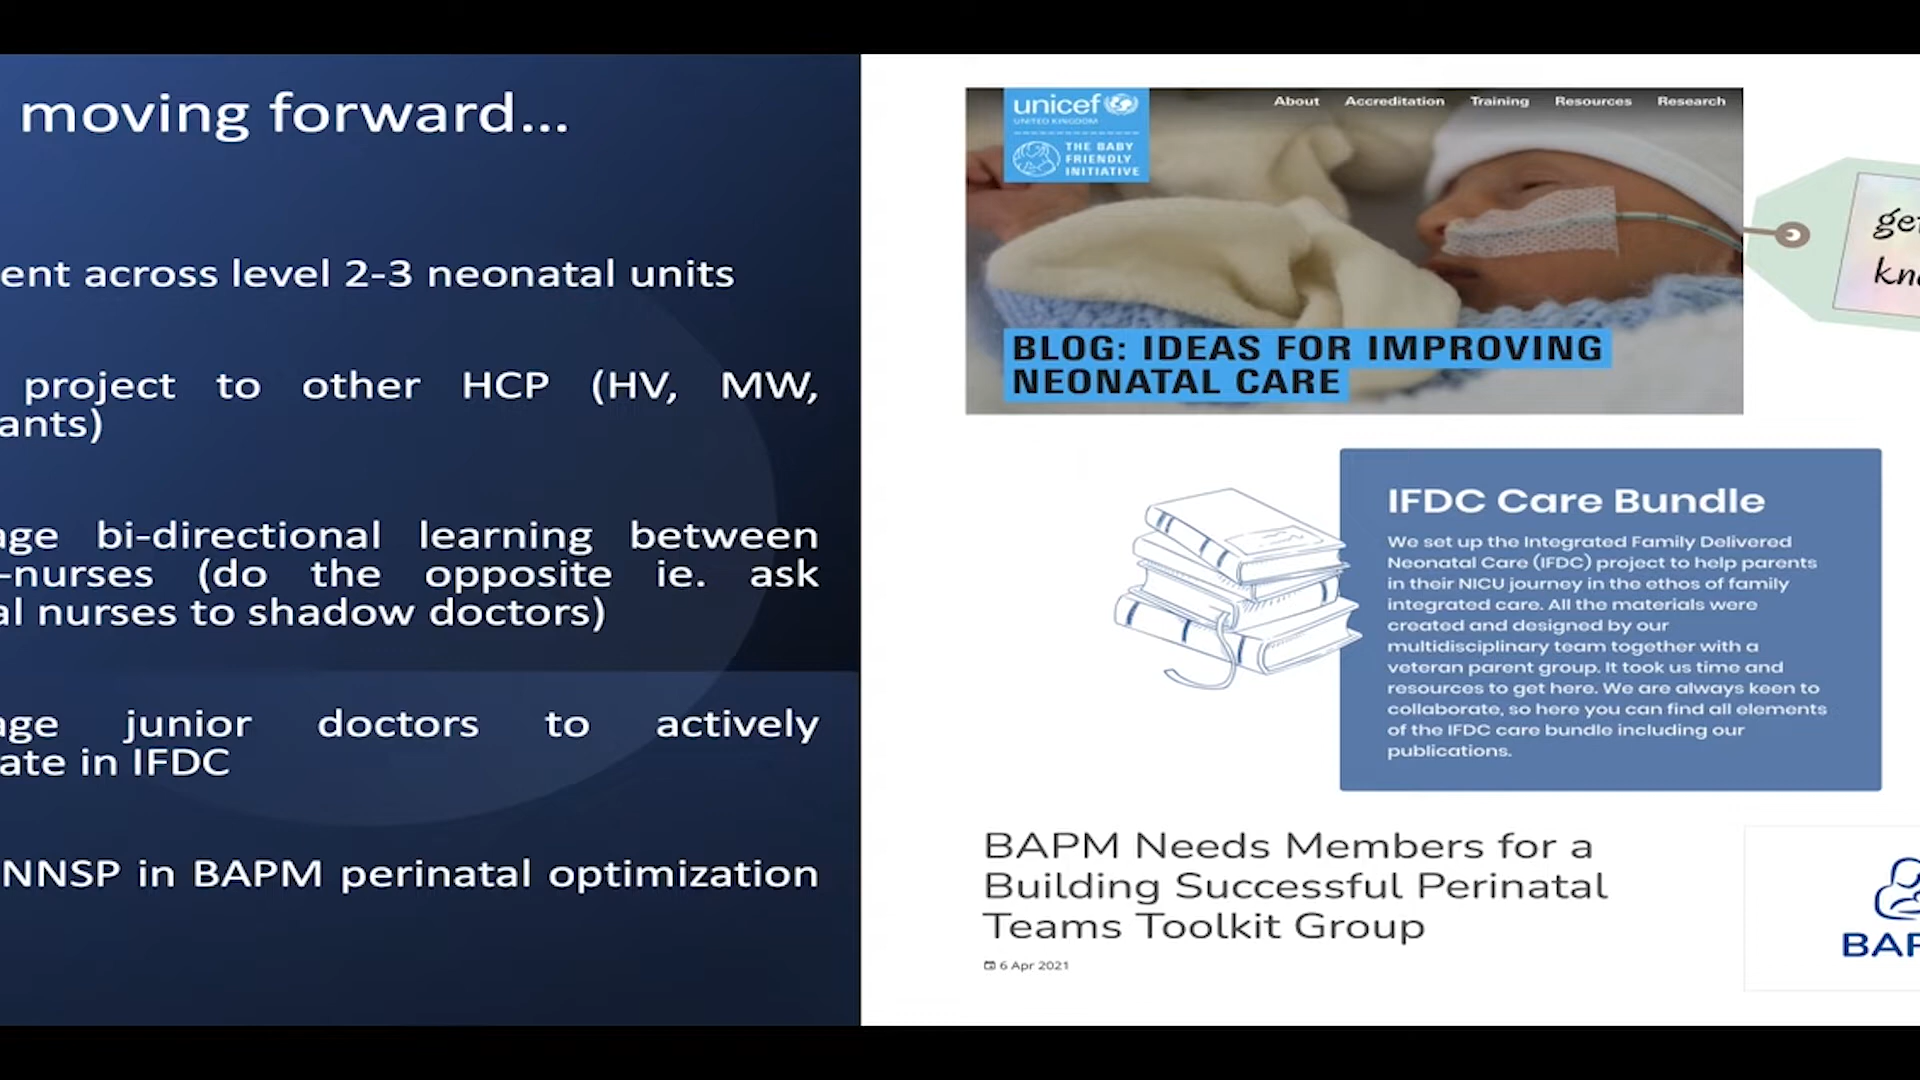 moving forward...
ent across level 2-3 neonatal units
project to other HCP (HV, MW,
ants)
age bi-directional learning between
-nurses (do the opposite ie. ask
al nurses to shadow doctors)
age junior doctors to actively
ate in IFDC
NNSP in BAPM perinatal optimization
unicef
UNITED KINGDOM
THE BABY
FRIENDLY
INITIATIVE
About Accreditation Training Resources Research
BLOG: IDEAS FOR IMPROVING
NEONATAL CARE
IFDC Care Bundle
We set up the Integrated Family Delivered
Neonatal Care (IFDC) project to help parents
in their NICU journey in the ethos of family
integrated care. All the materials were
created and designed by our
multidisciplinary team together with a
veteran parent group. It took us time and
resources to get here. We are always keen to
collaborate, so here you can find all elements
of the IFDC care bundle including our
publications.
BAPM Needs Members for a
Building Successful Perinatal
Teams Toolkit Group
6 Apr 2021